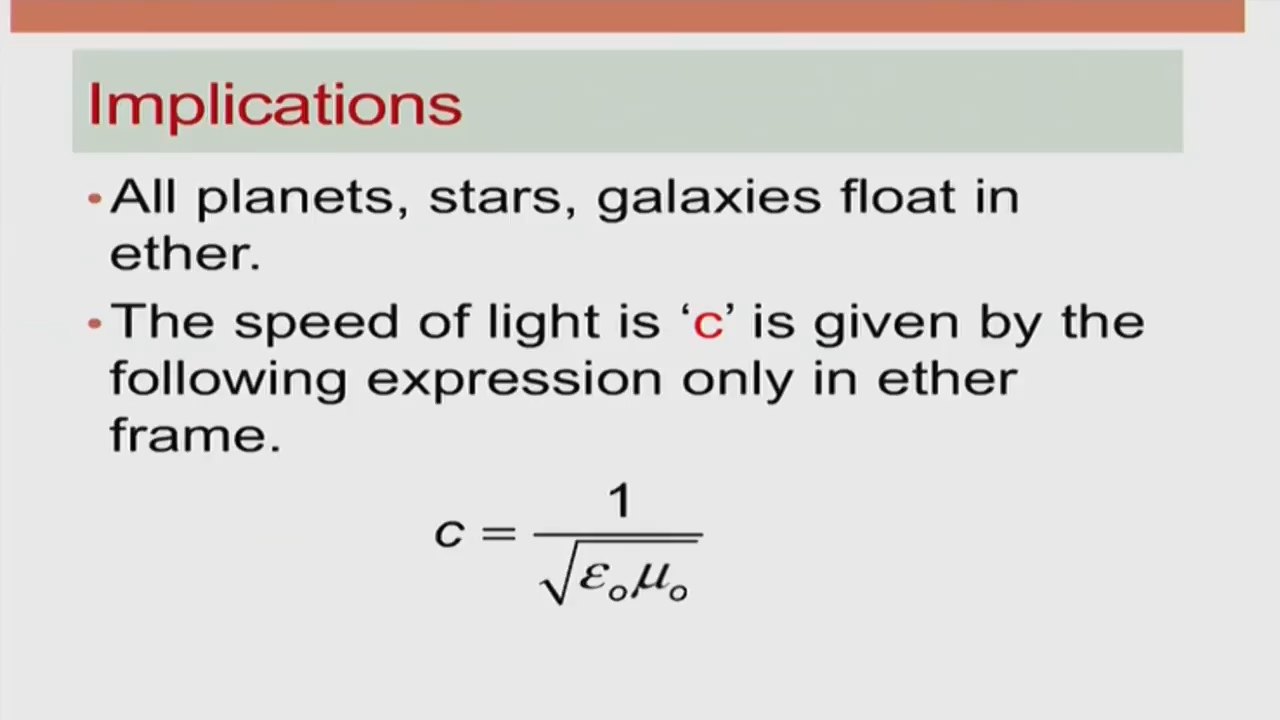 Implications
• All planets, stars, galaxies float in
ether.
• The speed of light is ‘c’ is given by the
following expression only in ether
frame.
c = 1 / √(ε₀μ₀)